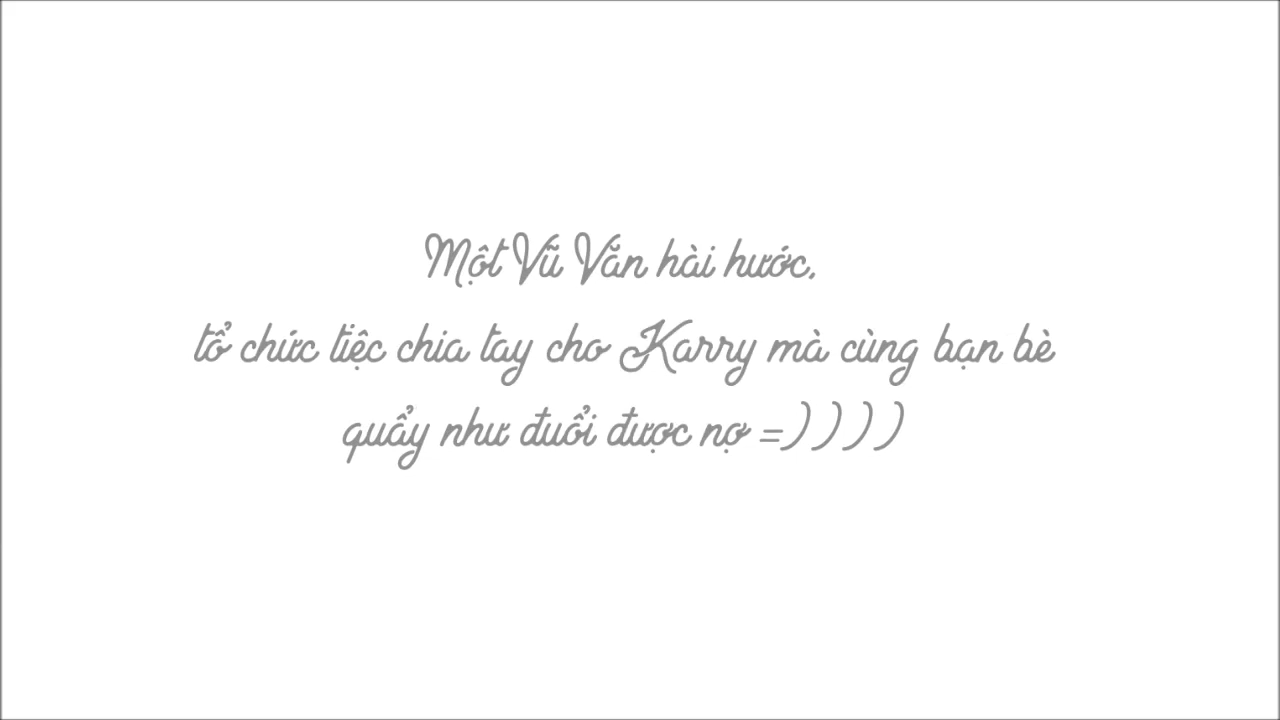 Một Vũ Văn hài hước,
tổ chức tiệc chia tay cho Karry mà cùng bạn bè
quẩy như đuổi được nợ =))))